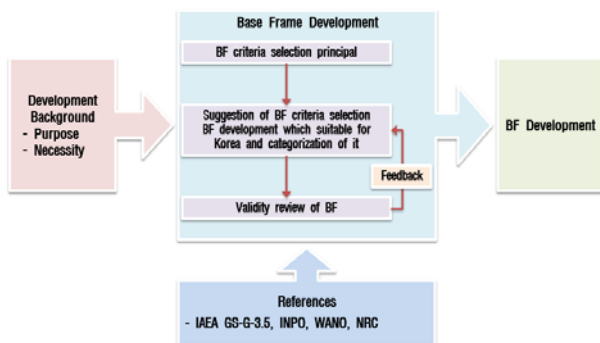 Base Frame Development
BF criteria selection principal
Development
Background
- Purpose
- Necessity
Suggestion of BF criteria selection
BF development which suitable for
Korea and categorization of it
BF Development
Feedback
Validity review of BF
References
- IAEA GS-G-3.5, INPO, WANO, NRC